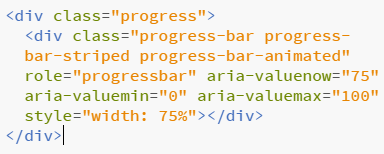 <div class="progress">
<div class="progress-bar progress-
bar-striped progress-bar-animated"
role="progressbar" aria-valuenow="75"
aria-valuemin="0" aria-valuemax="100"
style="width: 75%"></div>
</div>